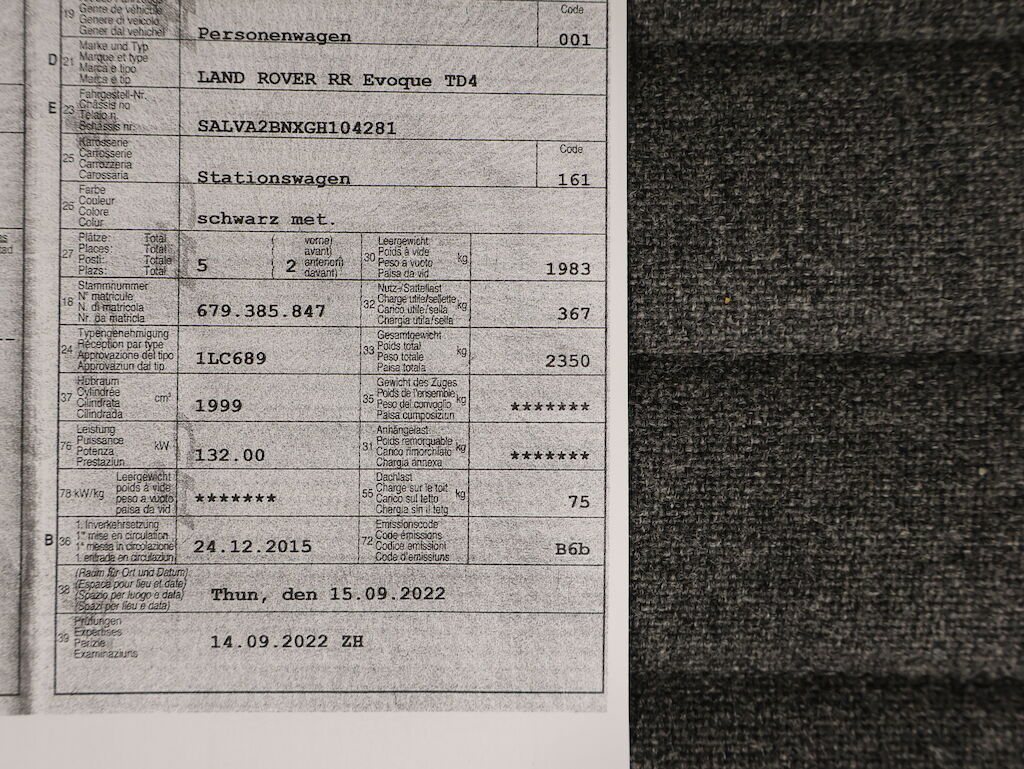 19 Genre de véhicule
Genere di veicolo
Gener dal vehichel
Personenwagen
Code
001
D 21 Marke und Typ
Marque et type
Marca e tipo
Marca e tip
LAND ROVER RR Evoque TD4
E 23 Fahrgestell-Nr.
Châssis no
Telaio n.
Schassis nr.
SALVA2BNXGH104281
25 Karosserie
Carrosserie
Carrozzeria
Carossaria
Stationswagen
Code
161
26 Farbe
Couleur
Colore
Colur
schwarz met.
27 Plätze: Total
Places: Total
Posti: Totale
Plazs: Total
5
2
vorne)
avant)
anteriori)
davant)
30 Leergewicht
Poids à vide
Peso a vuoto
Paisa da vid
kg
1983
18 Stammnummer
N° matricule
N. di matricola
Nr. da matricla
679.385.847
32 Nutz-/Sattellast
Charge utile/sellette
Carico utile/sella
Chargia utila/sella
kg
367
24 Typengenehmigung
Réception par type
Approvazione del tipo
Approvaziun dal tip
1LC689
33 Gesamtgewicht
Poids total
Peso totale
Paisa totala
kg
2350
37 Hubraum
Cylindrée
Cilindrata
Cilindrada
cm³
1999
35 Gewicht des Zuges
Poids de l'ensemble
Peso del convoglio
Paisa cumposiziun
kg
*******
76 Leistung
Puissance
Potenza
Prestaziun
kW
132.00
31 Anhängelast
Poids remorquable
Carico rimorchiato
Chargia annexa
kg
*******
78 kW/kg
Leergewicht
poids à vide
peso a vuoto
paisa da vid
*******
55 Dachlast
Charge sur le toit
Carico sul tetto
Chargia sin il tetg
kg
75
B 36 1. Inverkehrsetzung
1re mise en circulation
1a messa in circolazione
1. entrada en circulaziun
24.12.2015
72 Emissionscode
Code émissions
Codice emissioni
Code d'emissiuns
B6b
38 (Raum für Ort und Datum)
(Espace pour lieu et date)
(Spazio per luogo e data)
(Spazi per lieu e data)
Thun, den 15.09.2022
39 Prüfungen
Expertises
Perizie
Examinaziuns
14.09.2022 ZH